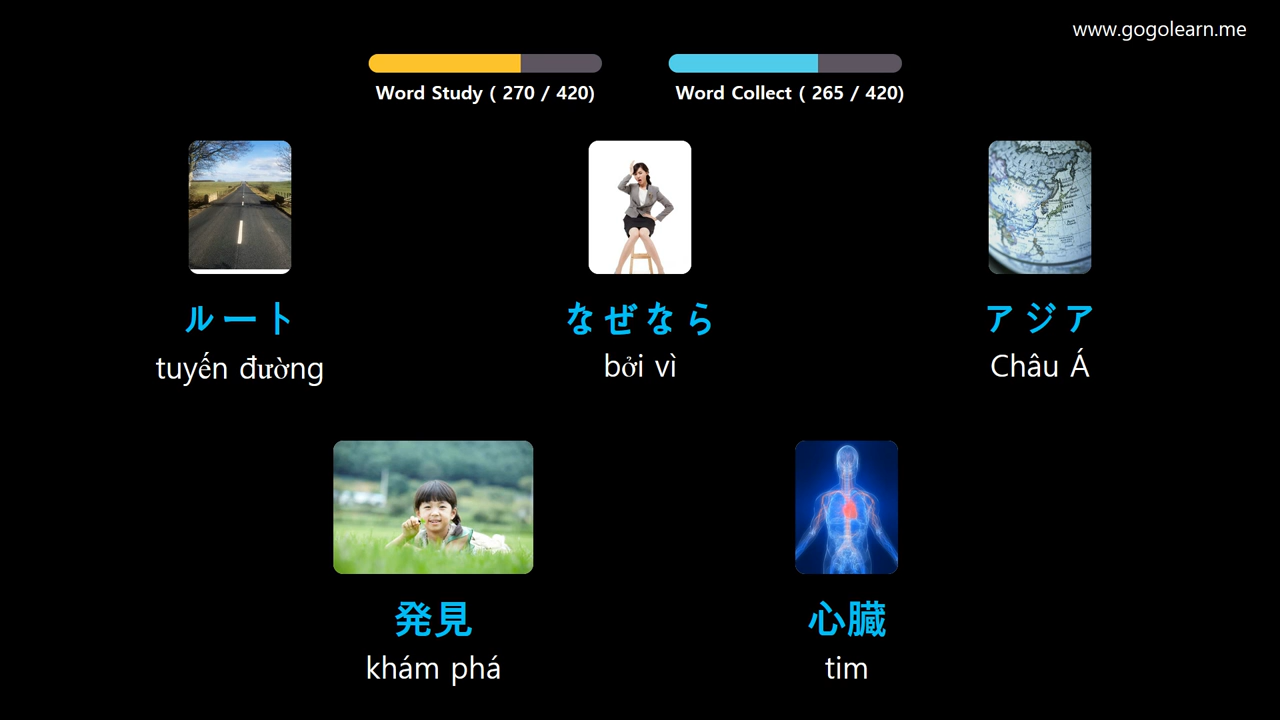 www.gogolearn.me
Word Study ( 270 / 420)
Word Collect ( 265 / 420)
ルート
tuyến đường
なぜなら
bởi vì
アジア
Châu Á
発見
khám phá
心臓
tim